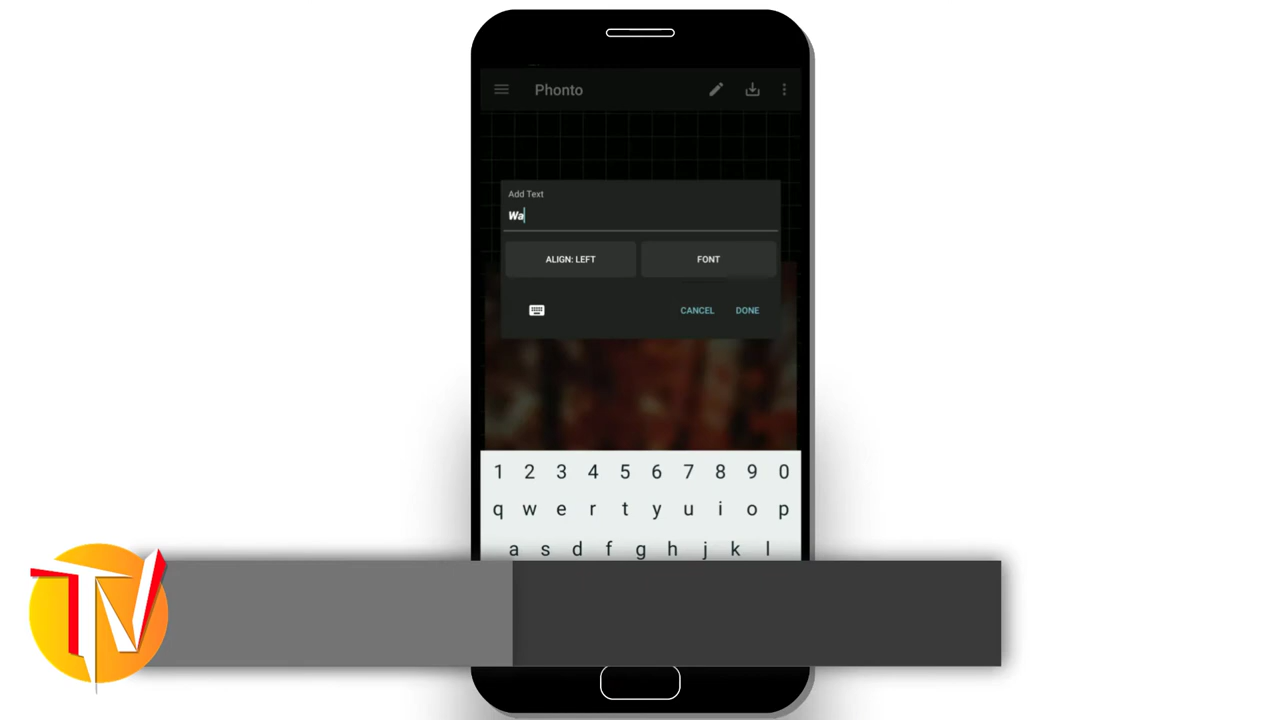 Phonto
Add Text
Wa
ALIGN: LEFT
FONT
CANCEL
DONE
1 2 3 4 5 6 7 8 9 0
q w e r t y u i o p
a s d f g h j k l
TV